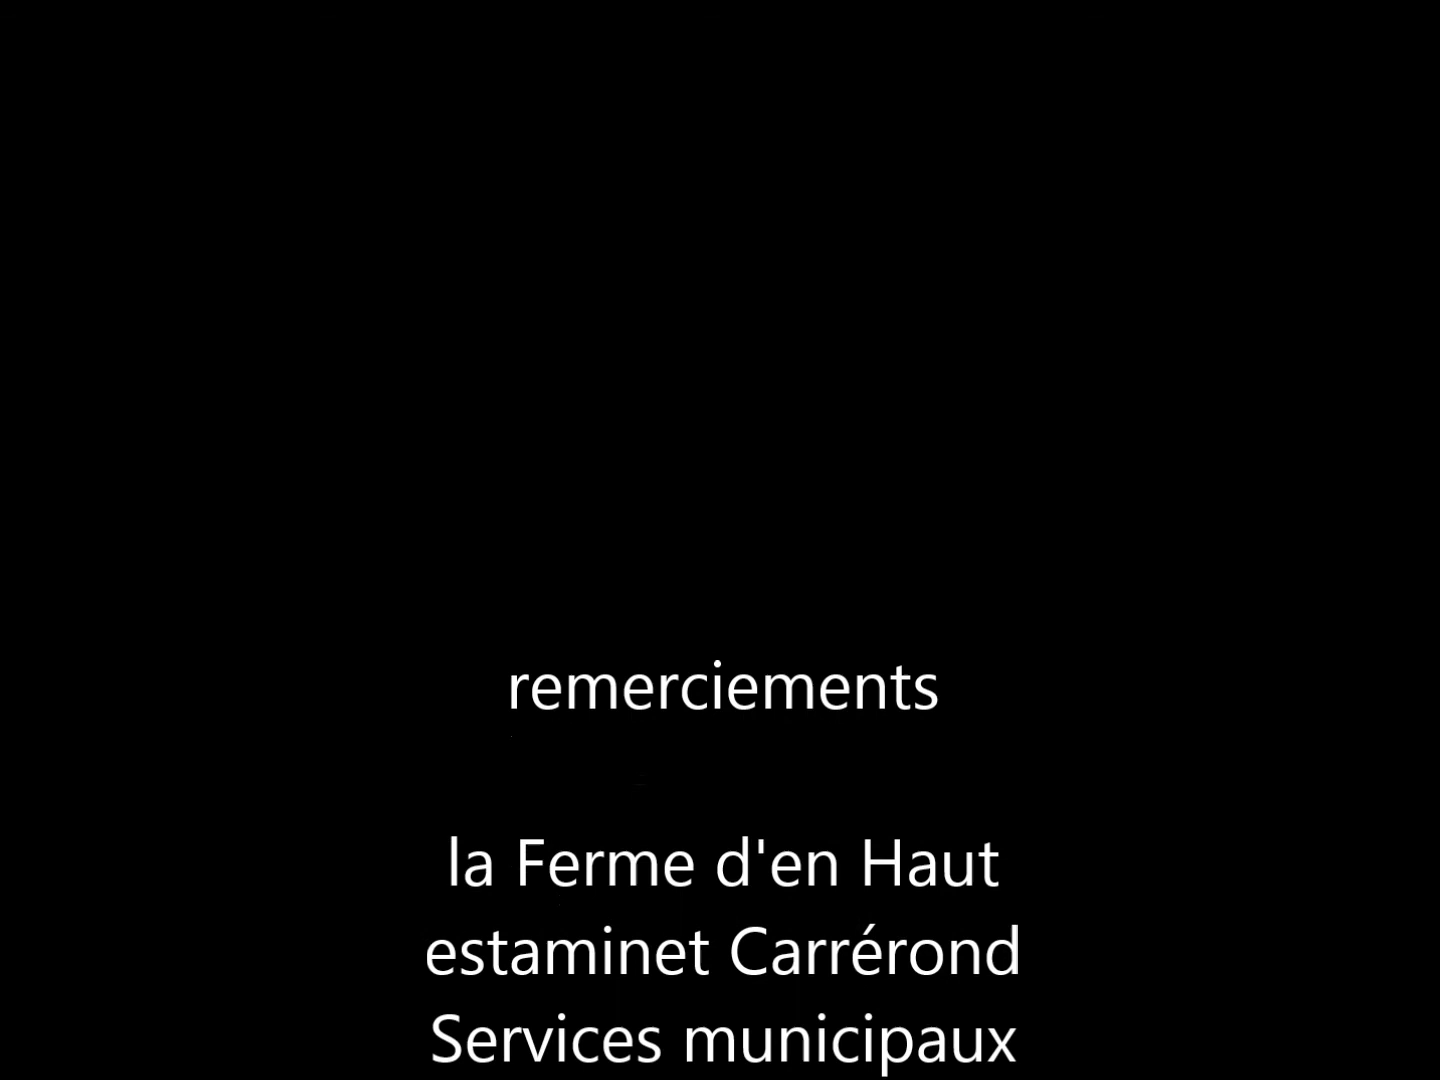 remerciements
la Ferme d'en Haut
estaminet Carrérond
Services municipaux